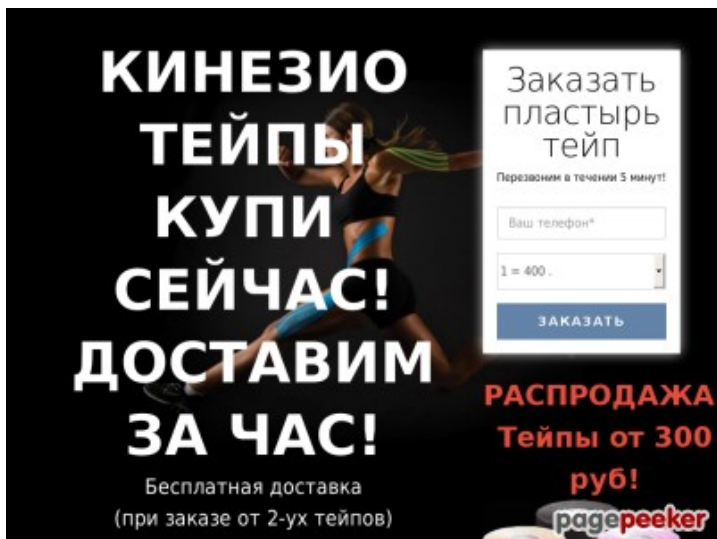 КИНЕЗИО
ТЕЙПЫ
КУПИ
СЕЙЧАС!
ДОСТАВИМ
ЗА ЧАС!
Бесплатная доставка
(при заказе от 2-ух тейпов)
Заказать
пластырь
тейп
Перезвоним в течении 5 минут!
Ваш телефон*
1 = 400 .
ЗАКАЗАТЬ
РАСПРОДАЖА
Тейпы от 300
руб!
pagepeeker